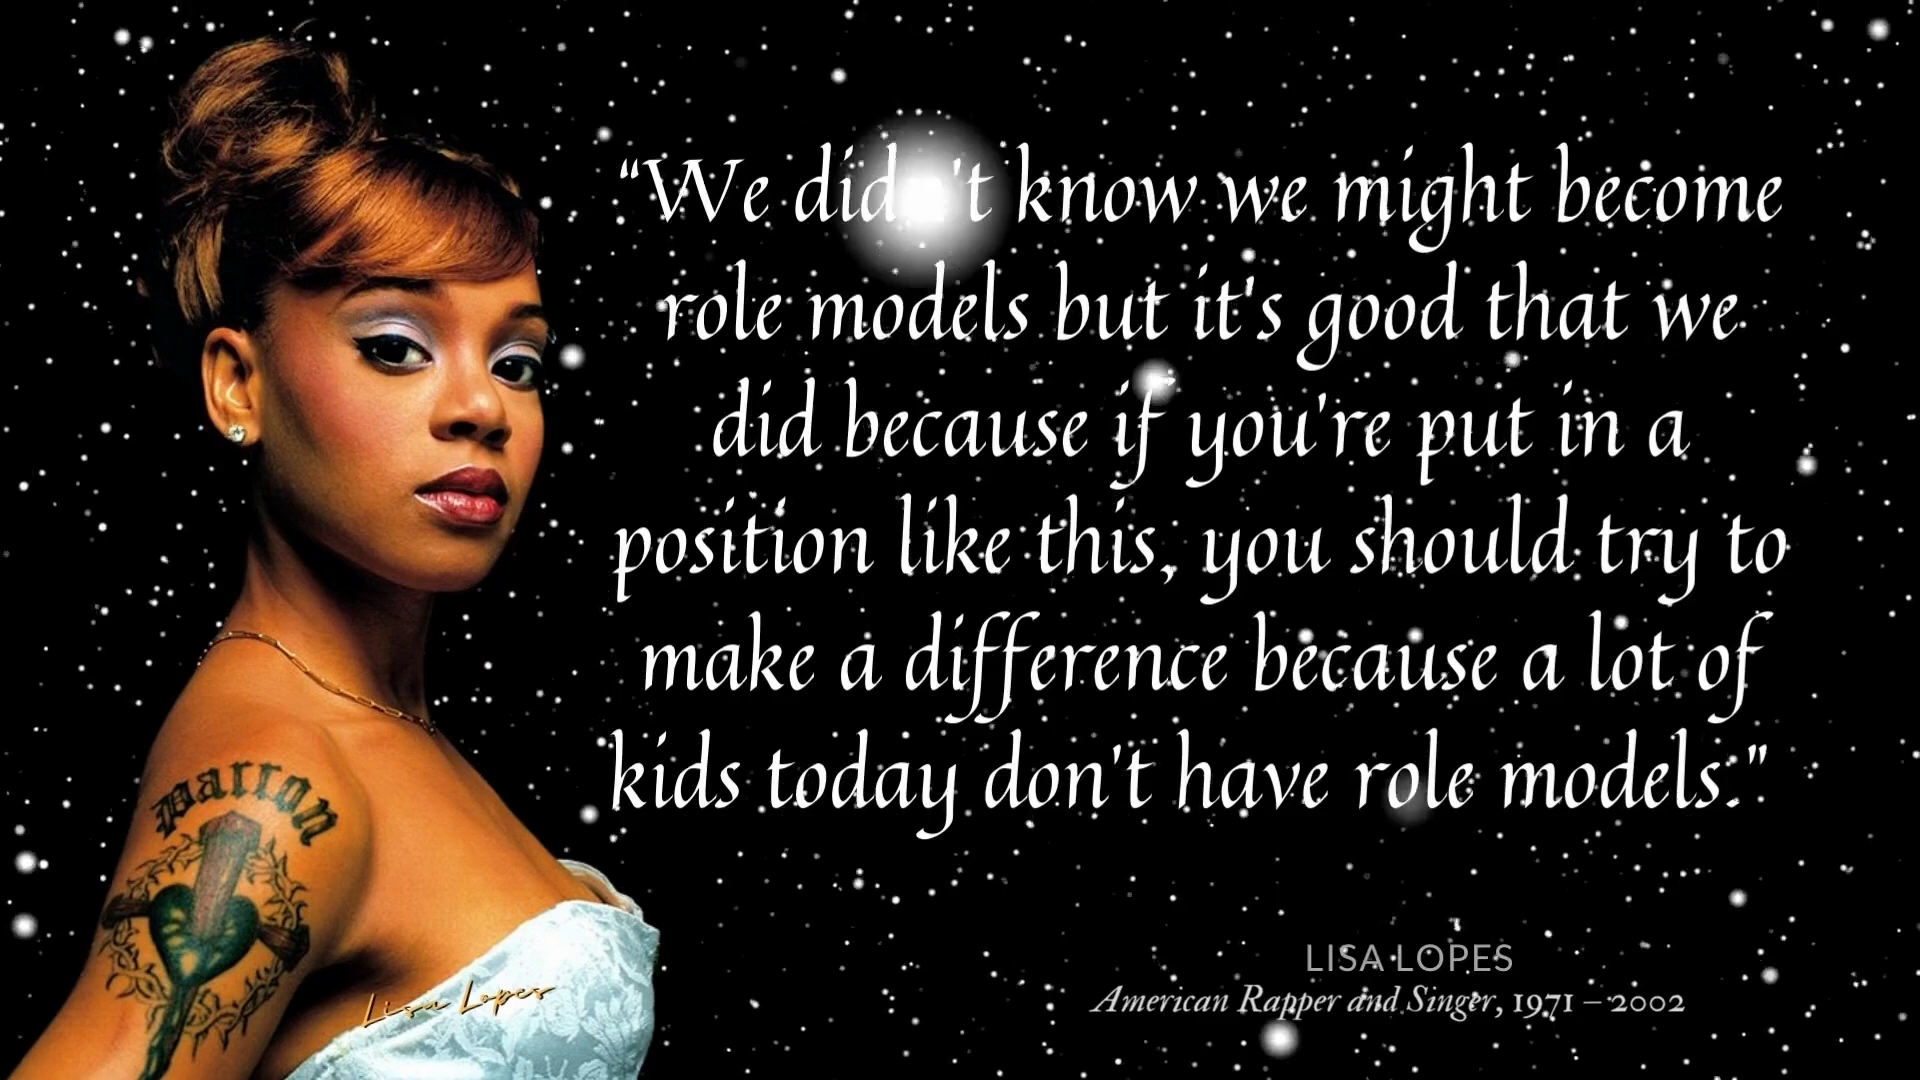 “We didn't know we might become
role models but it's good that we
did because if you're put in a
position like this, you should try to
make a difference because a lot of
kids today don't have role models.”
Parron
Lisa Lopes
LISA LOPES
American Rapper and Singer, 1971 – 2002